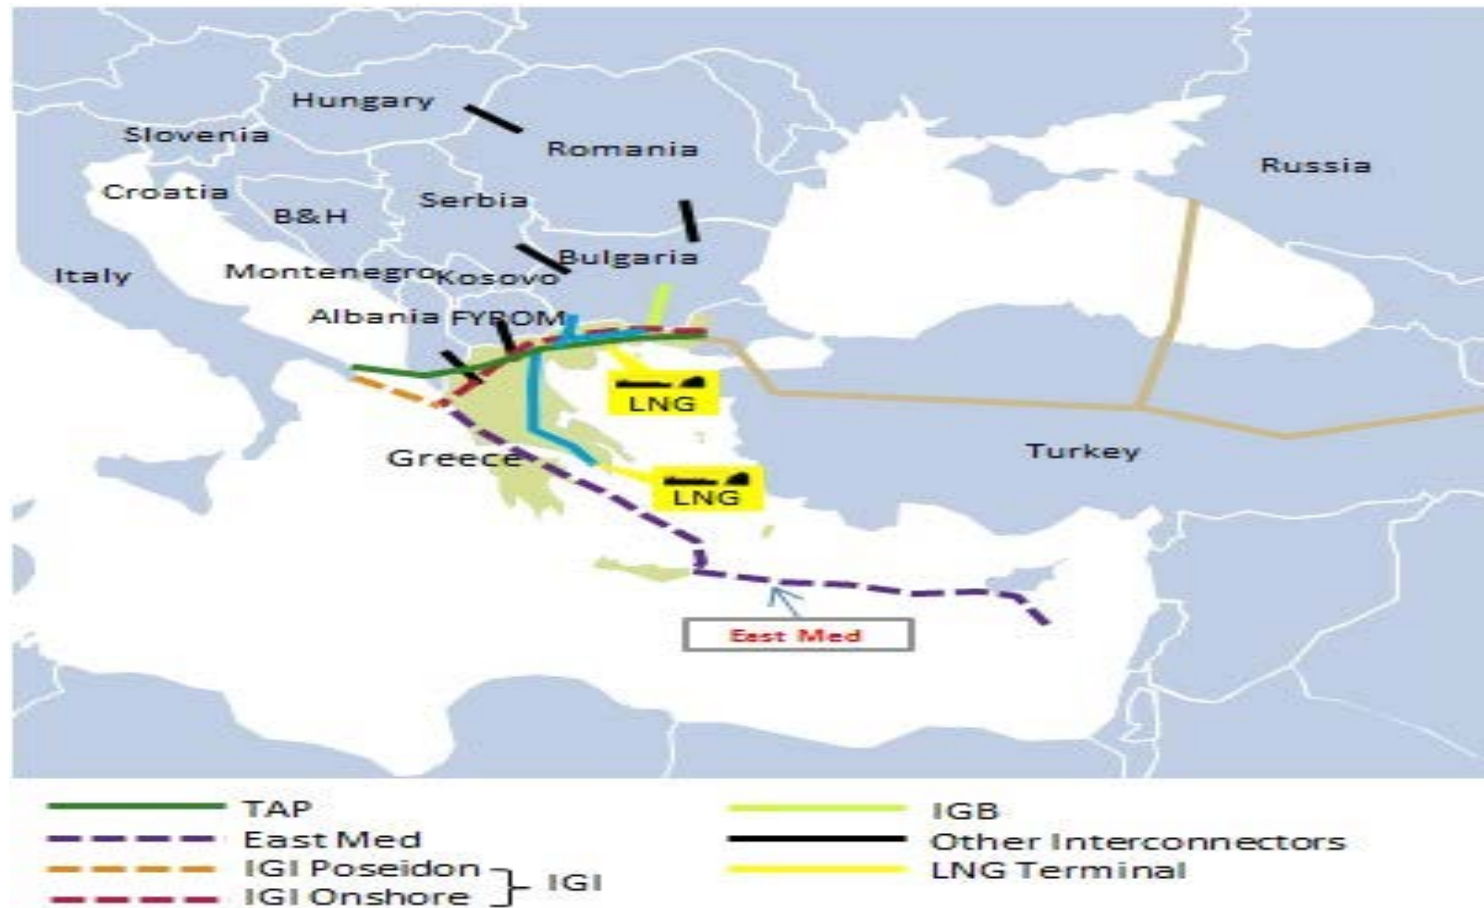 Hungary
Slovenia
Romania
Russia
Croatia
Serbia
B&H
Bulgaria
Italy
Montenegro
Kosovo
Albania
FYROM
LNG
Turkey
Greece
LNG
East Med
TAP
East Med
IGI Poseidon
IGI Onshore
IGI
IGB
Other Interconnectors
LNG Terminal